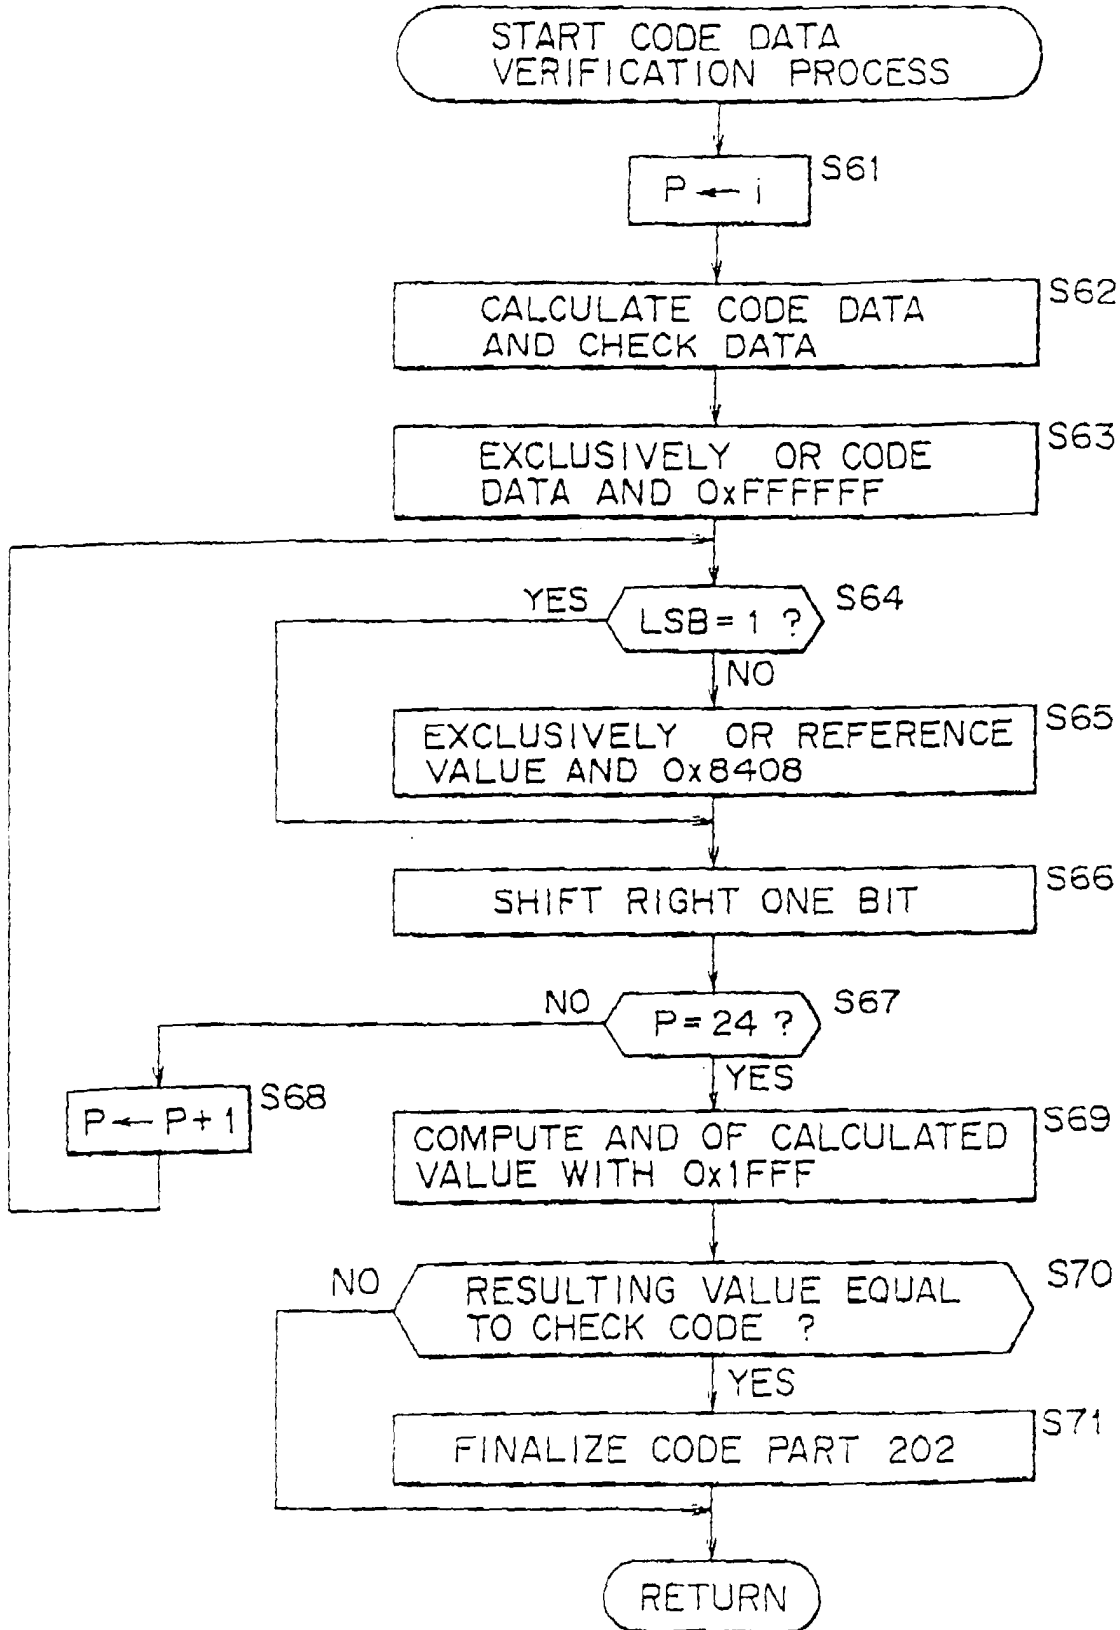 START CODE DATA
VERIFICATION PROCESS
P ← i
S61
CALCULATE CODE DATA
AND CHECK DATA
S62
EXCLUSIVELY OR CODE
DATA AND 0xFFFFFF
S63
YES
LSB = 1 ?
S64
NO
EXCLUSIVELY OR REFERENCE
VALUE AND 0x8408
S65
SHIFT RIGHT ONE BIT
S66
NO
P = 24 ?
S67
YES
P ← P + 1
S68
COMPUTE AND OF CALCULATED
VALUE WITH 0x1FFF
S69
NO
RESULTING VALUE EQUAL
TO CHECK CODE ?
S70
YES
FINALIZE CODE PART 202
S71
RETURN